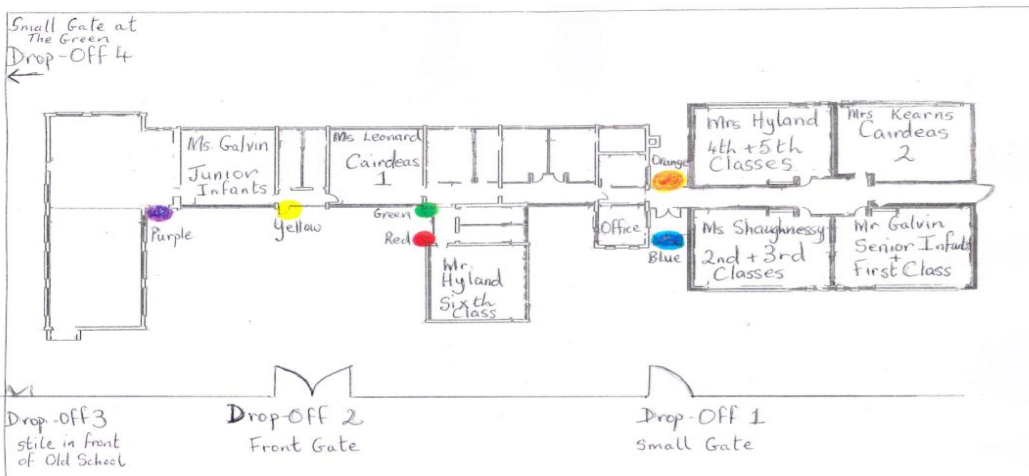 Small Gate at
The Green
Drop-Off 4
Ms. Galvin
Junior
Infants
Ms Leonard
Cairdeas
1
Mrs Hyland
4th + 5th
Classes
Mrs Kearns
Cairdeas
2
Orange
Purple
Yellow
Green
Red
Office
Blue
Mr.
Hyland
Sixth
Class
Ms Shaughnessy
2nd + 3rd
Classes
Mr Galvin
Senior Infants
+
First Class
Drop-Off 3
stile in front
of Old School
Drop-Off 2
Front Gate
Drop-Off 1
Small Gate